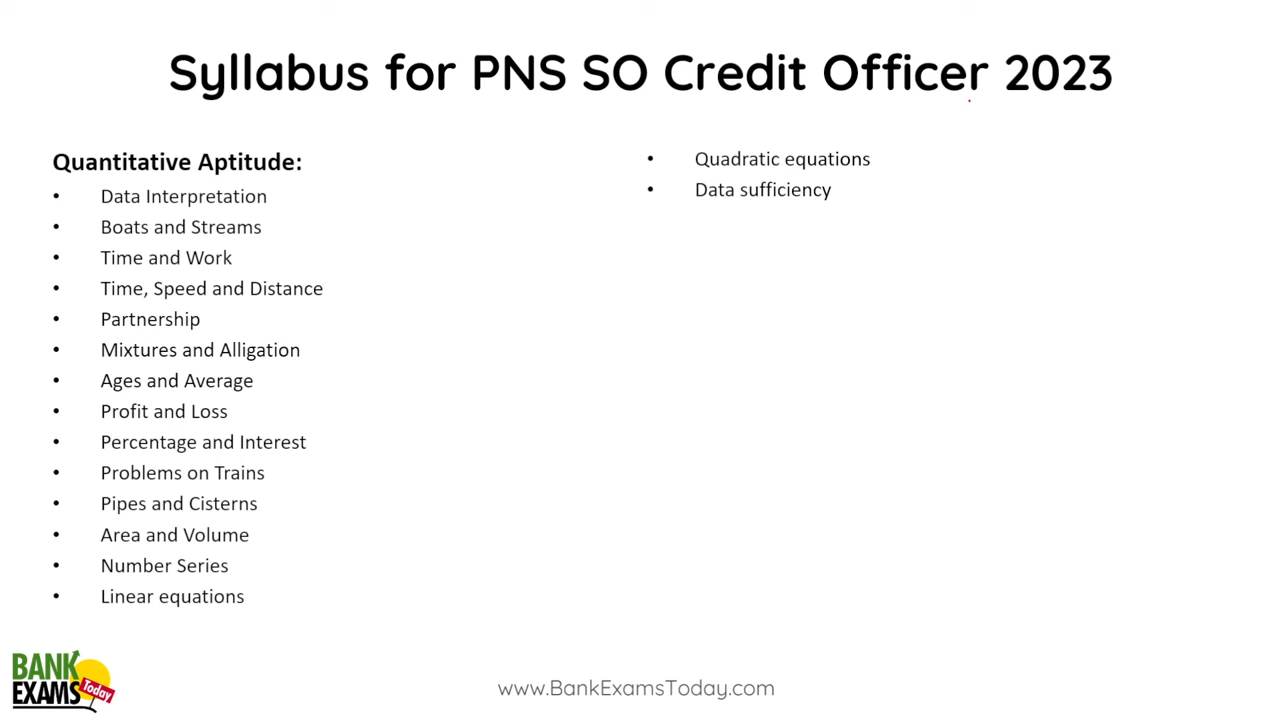 Syllabus for PNS SO Credit Officer 2023
Quantitative Aptitude:
• Data Interpretation
• Boats and Streams
• Time and Work
• Time, Speed and Distance
• Partnership
• Mixtures and Alligation
• Ages and Average
• Profit and Loss
• Percentage and Interest
• Problems on Trains
• Pipes and Cisterns
• Area and Volume
• Number Series
• Linear equations
• Quadratic equations
• Data sufficiency
BANK
EXAMS
Today
www.BankExamsToday.com